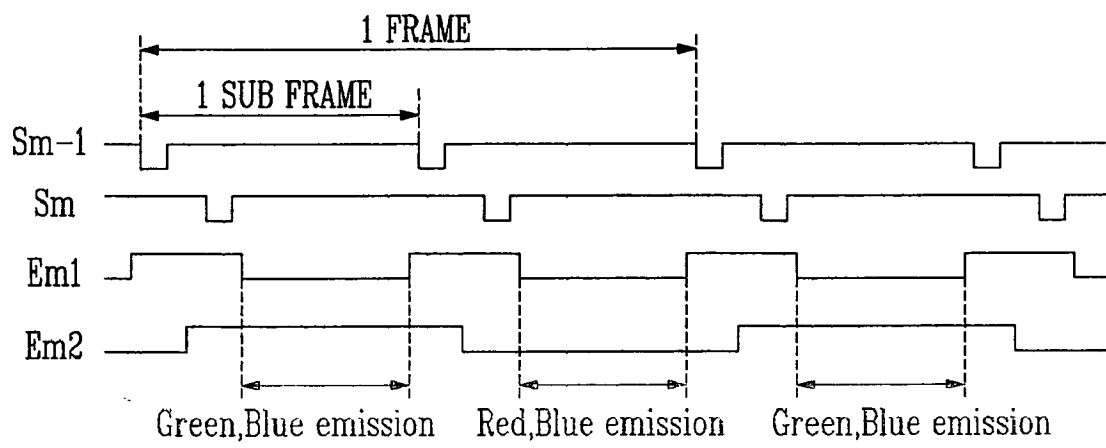 1 FRAME
1 SUB FRAME
Sm-1
Sm
Em1
Em2
Green,Blue emission
Red,Blue emission
Green,Blue emission